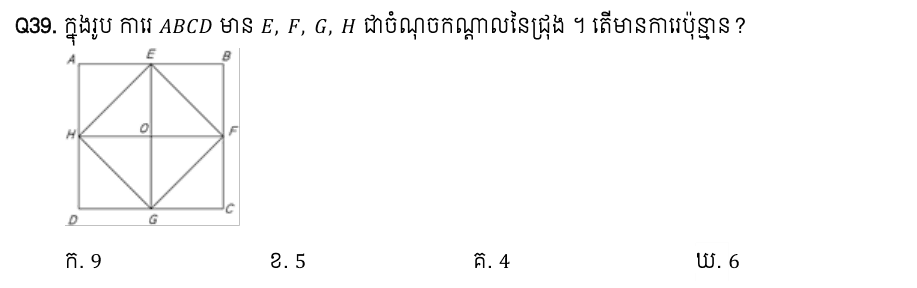 Q39. ក្នុងរូប ការេ ABCD មាន E, F, G, H ជាចំណុចកណ្តាលនៃជ្រុង ។ តើមានការេប៉ុន្មាន?
A E B
H O F
D G C
ក. 9 ខ. 5 គ. 4 ឃ. 6